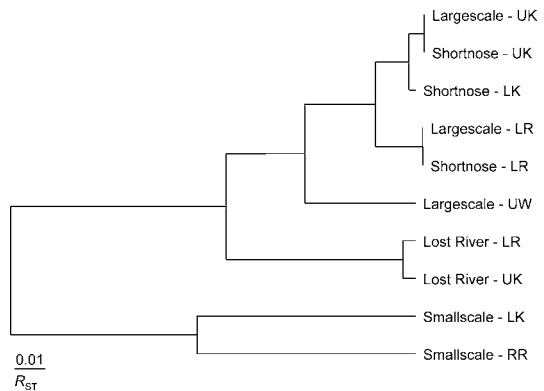 Largescale - UK
Shortnose - UK
Shortnose - LK
Largescale - LR
Shortnose - LR
Largescale - UW
Lost River - LR
Lost River - UK
Smallscale - LK
Smallscale - RR
0.01
RST